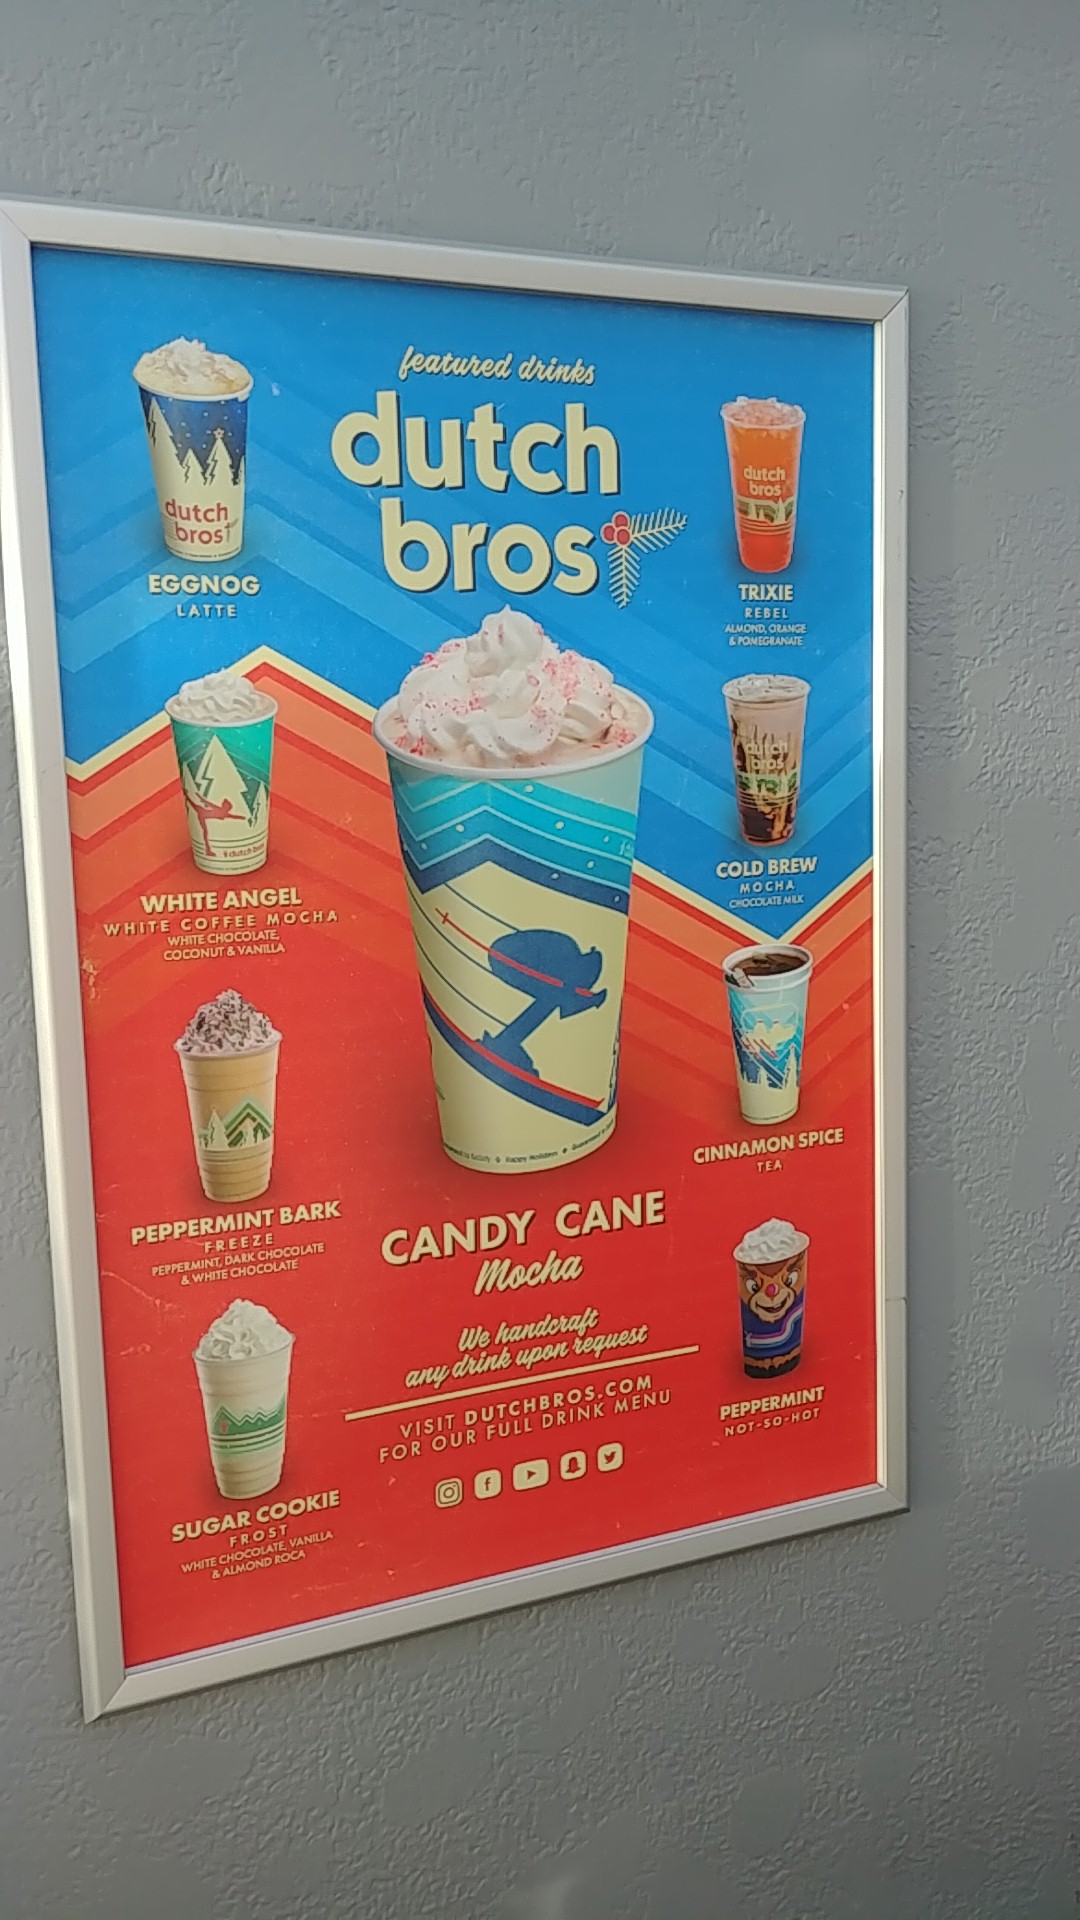 featured drinks
dutch
bros
dutch
bros
EGGNOG
LATTE
dutch
bros
TRIXIE
REBEL
ALMOND, ORANGE
& POMEGRANATE
WHITE ANGEL
WHITE COFFEE MOCHA
WHITE CHOCOLATE,
COCONUT & VANILLA
dutch
bros
COLD BREW
MOCHA
CHOCOLATE MILK
PEPPERMINT BARK
FREEZE
PEPPERMINT, DARK CHOCOLATE
& WHITE CHOCOLATE
Happy Holidays
CINNAMON SPICE
TEA
CANDY CANE
Mocha
We handcraft
any drink upon request
VISIT DUTCHBROS.COM
FOR OUR FULL DRINK MENU
SUGAR COOKIE
FROST
WHITE CHOCOLATE, VANILLA
& ALMOND ROCA
PEPPERMINT
NOT-SO-HOT